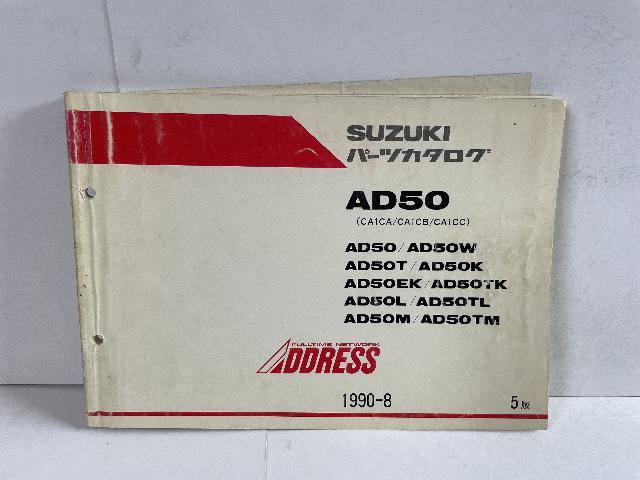 SUZUKI
パーツカタログ
AD50
(CA1CA/CA1CB/CA1CC)
AD50/AD50W
AD50T/AD50K
AD50EK/AD50TK
AD50L/AD50TL
AD50M/AD50TM
FULLTIME NETWORK
ADDRESS
1990-8
5版